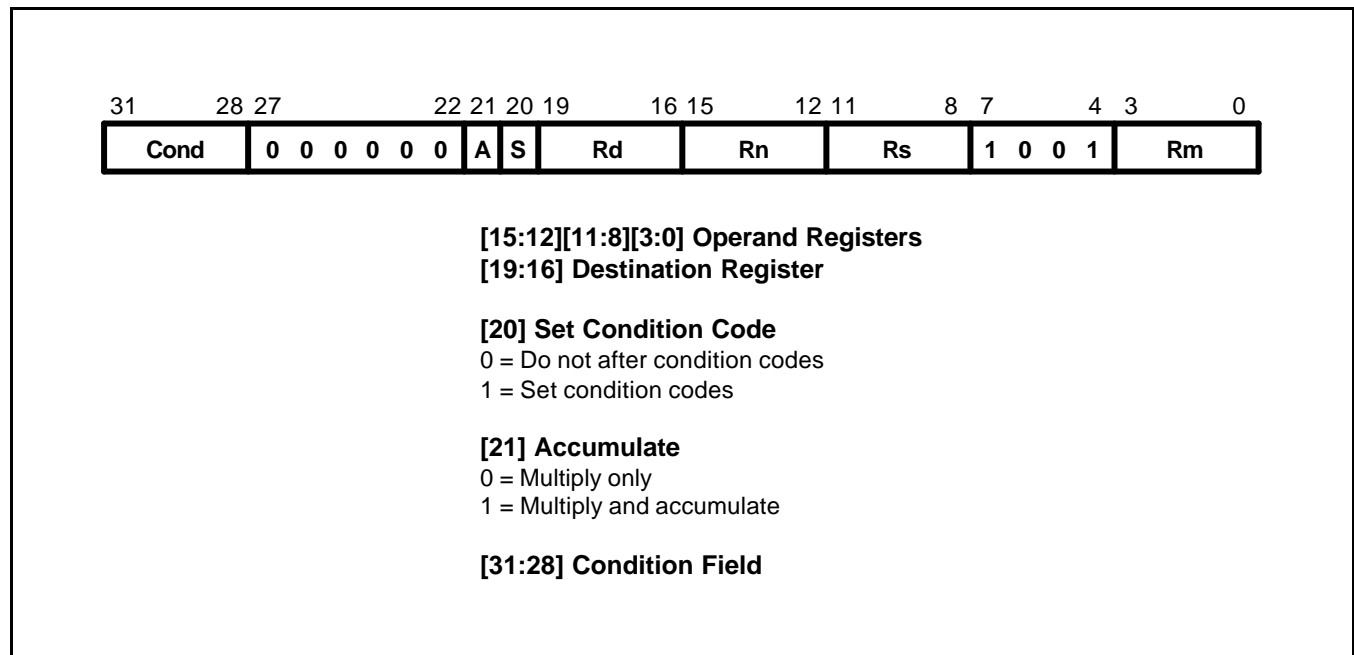 31 28 27 22 21 20 19 16 15 12 11 8 7 4 3 0
Cond 0 0 0 0 0 0 A S Rd Rn Rs 1 0 0 1 Rm
[15:12][11:8][3:0] Operand Registers
[19:16] Destination Register
[20] Set Condition Code
0 = Do not after condition codes
1 = Set condition codes
[21] Accumulate
0 = Multiply only
1 = Multiply and accumulate
[31:28] Condition Field